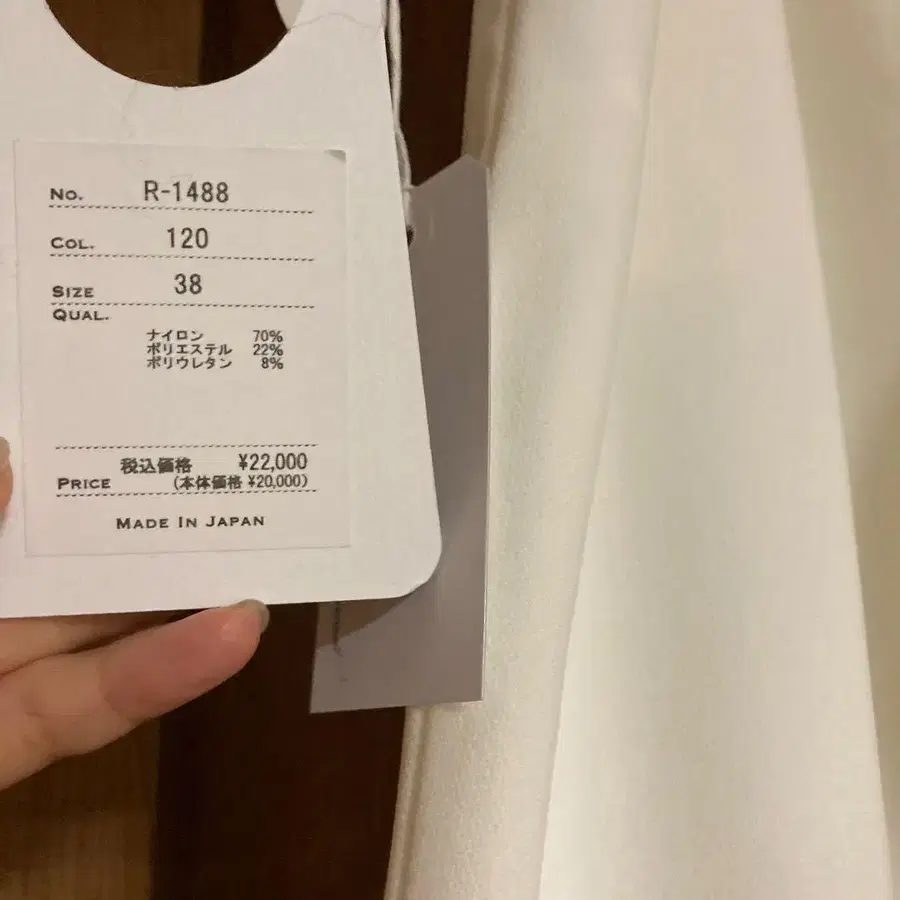 No. R-1488
COL. 120
SIZE 38
QUAL.
ナイロン 70%
ポリエステル 22%
ポリウレタン 8%
税込価格 ¥22,000
PRICE (本体価格 ¥20,000)
MADE IN JAPAN